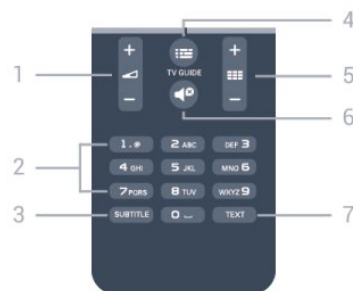 4
+ +
1 TV GUIDE 5
− −
6
1.@ 2 ABC DEF 3
2 4 GHI 5 JKL MNO 6
7 PQRS 8 TUV WXYZ 9
3 SUBTITLE 0 ⎵ TEXT 7